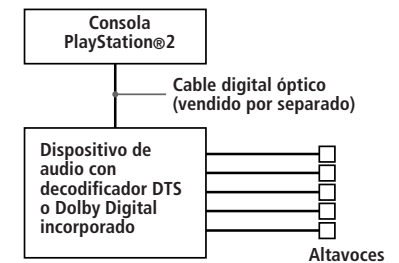 Consola
PlayStation®2
Cable digital óptico
(vendido por separado)
Dispositivo de
audio con
decodificador DTS
o Dolby Digital
incorporado
Altavoces